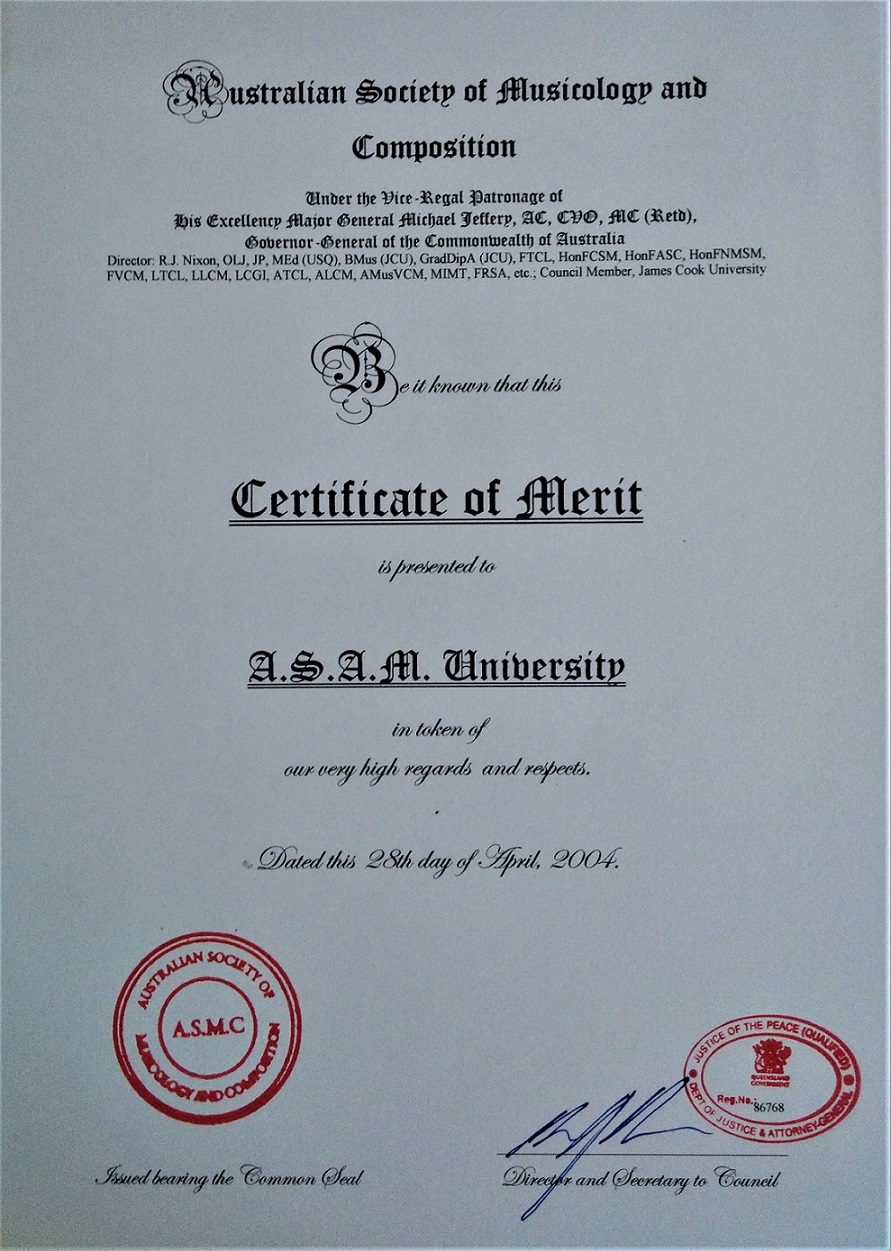 Australian Society of Musicology and
Composition
Under the Vice-Regal Patronage of
His Excellency Major General Michael Jeffery, AC, CVO, MC (Retd),
Governor-General of the Commonwealth of Australia
Director: R.J. Nixon, OLJ, JP, MEd (USQ), BMus (JCU), GradDipA (JCU), FTCL, HonFCSM, HonFASC, HonFNMSM,
FVCM, LTCL, LLCM, LCGI, ATCL, ALCM, AMusVCM, MIMT, FRSA, etc.; Council Member, James Cook University
Be it known that this
Certificate of Merit
is presented to
A.S.A.M. University
in token of
our very high regards and respects.
Dated this 28th day of April, 2004.
AUSTRALIAN SOCIETY OF
MUSICOLOGY AND COMPOSITION
A.S.M.C
JUSTICE OF THE PEACE (QUALIFIED)
QUEENSLAND
GOVERNMENT
Reg.No.: 86768
DEPT OF JUSTICE & ATTORNEY-GENERAL
Issued bearing the Common Seal
Director and Secretary to Council